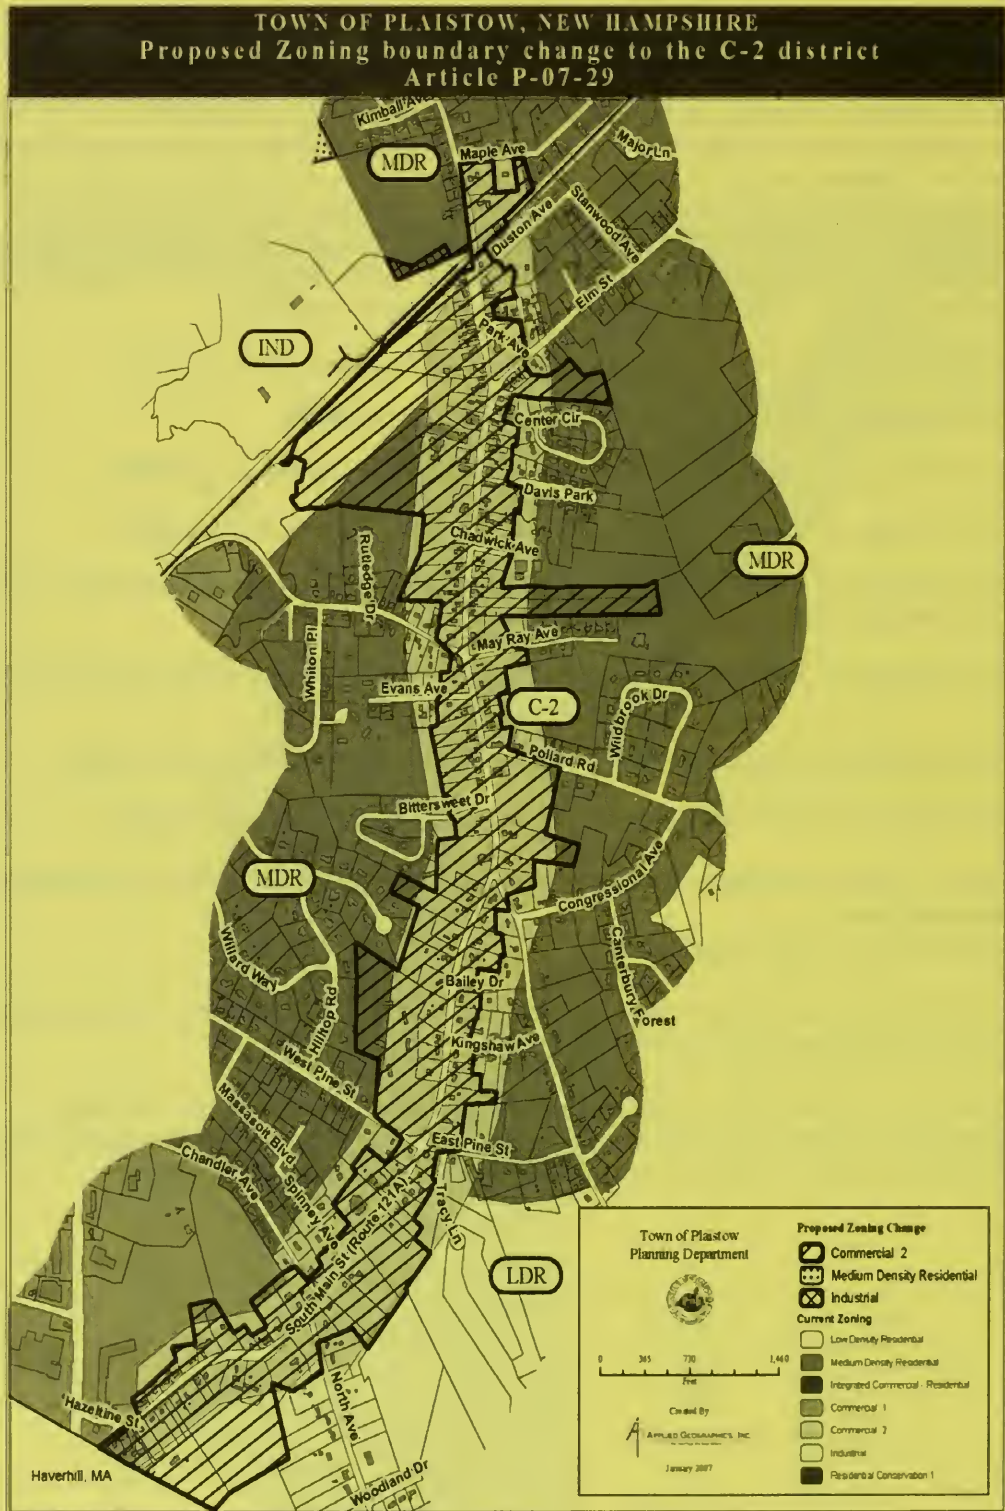 TOWN OF PLAISTOW, NEW HAMPSHIRE
Proposed Zoning boundary change to the C-2 district
Article P-07-29
Kimball Ave
Major Ln
Maple Ave
MDR
Duston Ave
Stanwood Ave
Elm St
IND
Park Ave
Center Cir
Davis Park
Chadwick Ave
Rutledge Dr
MDR
May Ray Ave
Whiton Pl
Evans Ave
Wildbrook Dr
C-2
Pollard Rd
Bittersweet Dr
MDR
Congressional Ave
Willard Way
Canterbury Forest
Bailey Dr
Hilltop Rd
Kingshaw Ave
West Pine St
Massasoit Blvd
East Pine St
Chandler Ave
Spinney Ave
Tracy Ln
South Main St (Route 121A)
LDR
Hazeltine St
North Ave
Haverhill, MA
Woodland Dr
Town of Plaistow
Planning Department
0 365 730 1,460
Feet
Created By
APPLIED GEOGRAPHICS, INC.
January 2007
Proposed Zoning Change
Commercial 2
Medium Density Residential
Industrial
Current Zoning
Low Density Residential
Medium Density Residential
Integrated Commercial - Residential
Commercial 1
Commercial 2
Industrial
Residential Conservation 1